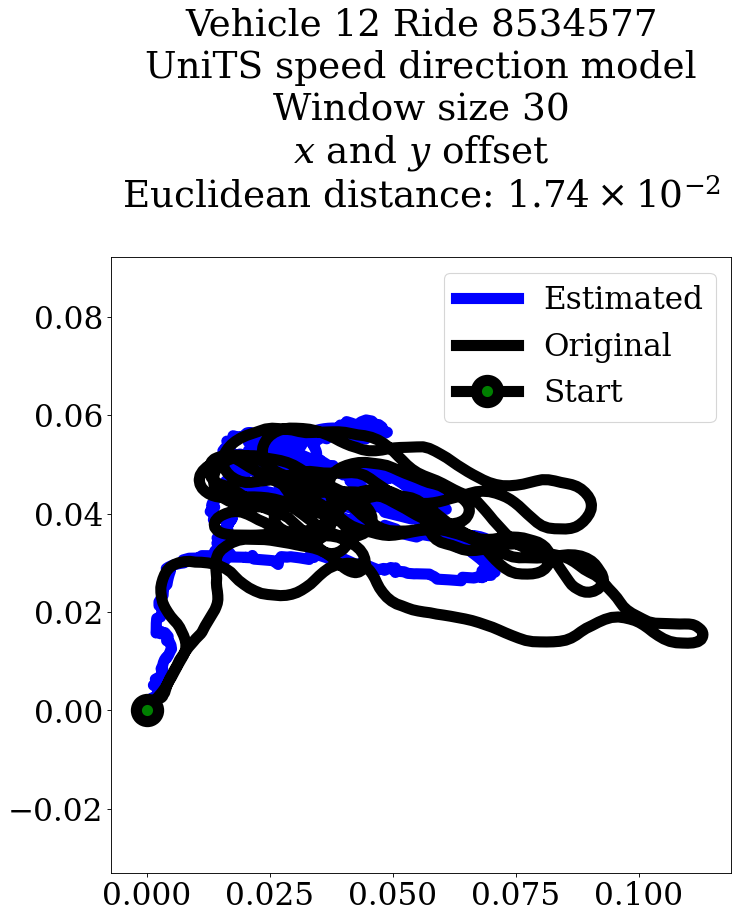 Vehicle 12 Ride 8534577
UniTS speed direction model
Window size 30
x and y offset
Euclidean distance: 1.74 × 10⁻²
Estimated
Original
Start
0.08
0.06
0.04
0.02
0.00
−0.02
0.000 0.025 0.050 0.075 0.100